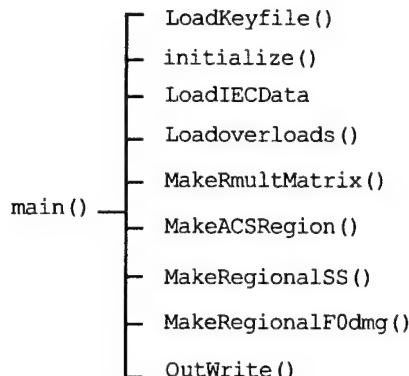 LoadKeyfile()
initialize()
LoadIECData
Loadoverloads()
MakeRmultMatrix()
main()
MakeACSRegion()
MakeRegionalSS()
MakeRegionalF0dmg()
OutWrite()